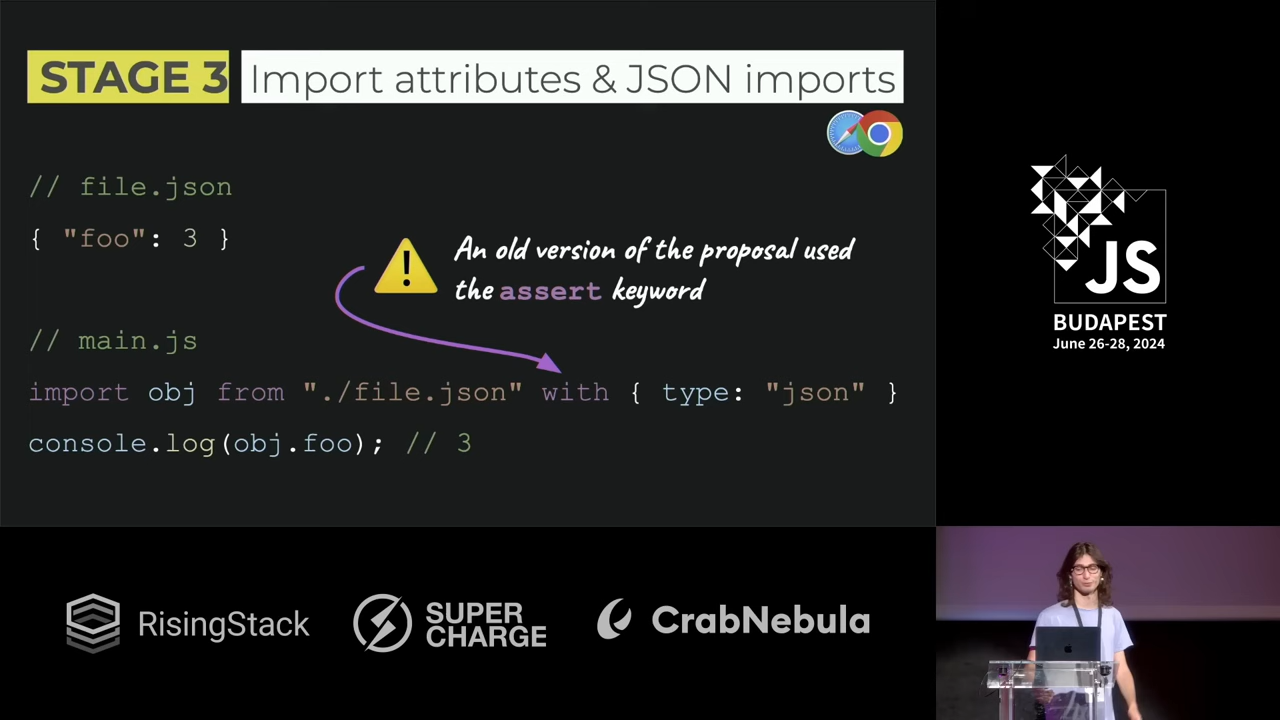 STAGE 3 Import attributes & JSON imports
// file.json
{ "foo": 3 }
An old version of the proposal used
the assert keyword
// main.js
import obj from "./file.json" with { type: "json" }
console.log(obj.foo); // 3
JS
BUDAPEST
June 26-28, 2024
RisingStack
SUPER
CHARGE
CrabNebula